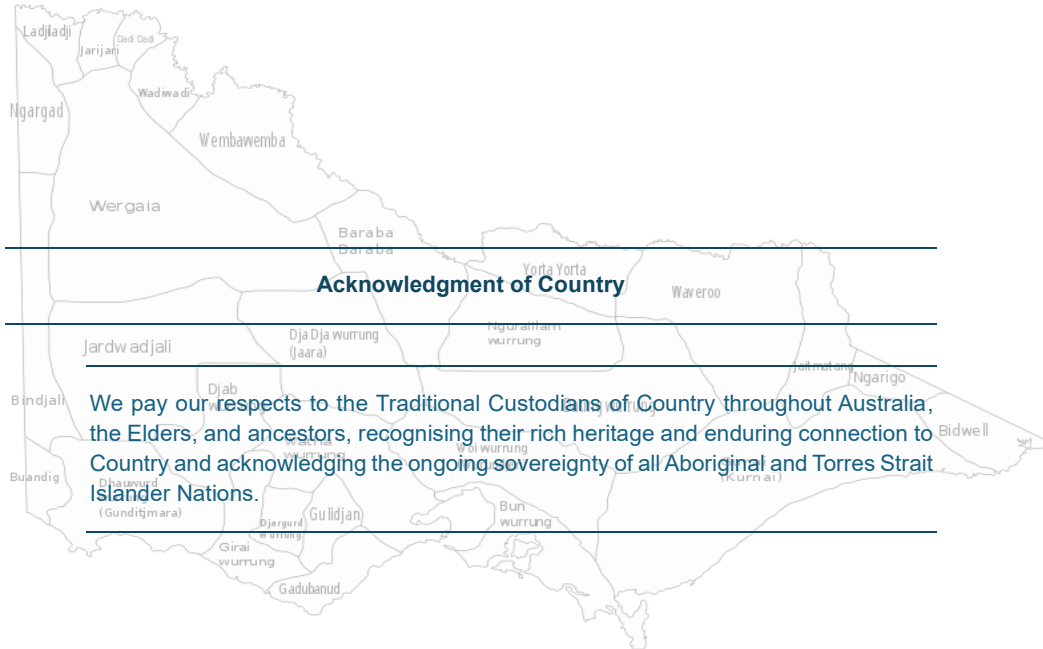 Ladjiladji
Dadi Dadi
Jarijari
Wadiwadi
Ngargad
Wembawemba
Wergaia
Baraba
Baraba
Yorta Yorta
Acknowledgment of Country
Waveroo
Ngurailam
wurrung
Dja Dja wurrung
(Jaara)
Jardwadjali
Jaitmatang
Ngarigo
Djab
Bindjali
We pay our respects to the Traditional Custodians of Country throughout Australia,
the Elders, and ancestors, recognising their rich heritage and enduring connection to
Country and acknowledging the ongoing sovereignty of all Aboriginal and Torres Strait
Islander Nations.
Bidwell
Watha
wurrung
Woi wurrung
Buandig
(Kurnai)
Dhauwurd
(Gunditjmara)
Gulidjan
Bun
wurrung
Djargurd
wurrung
Girai
wurrung
Gadubanud